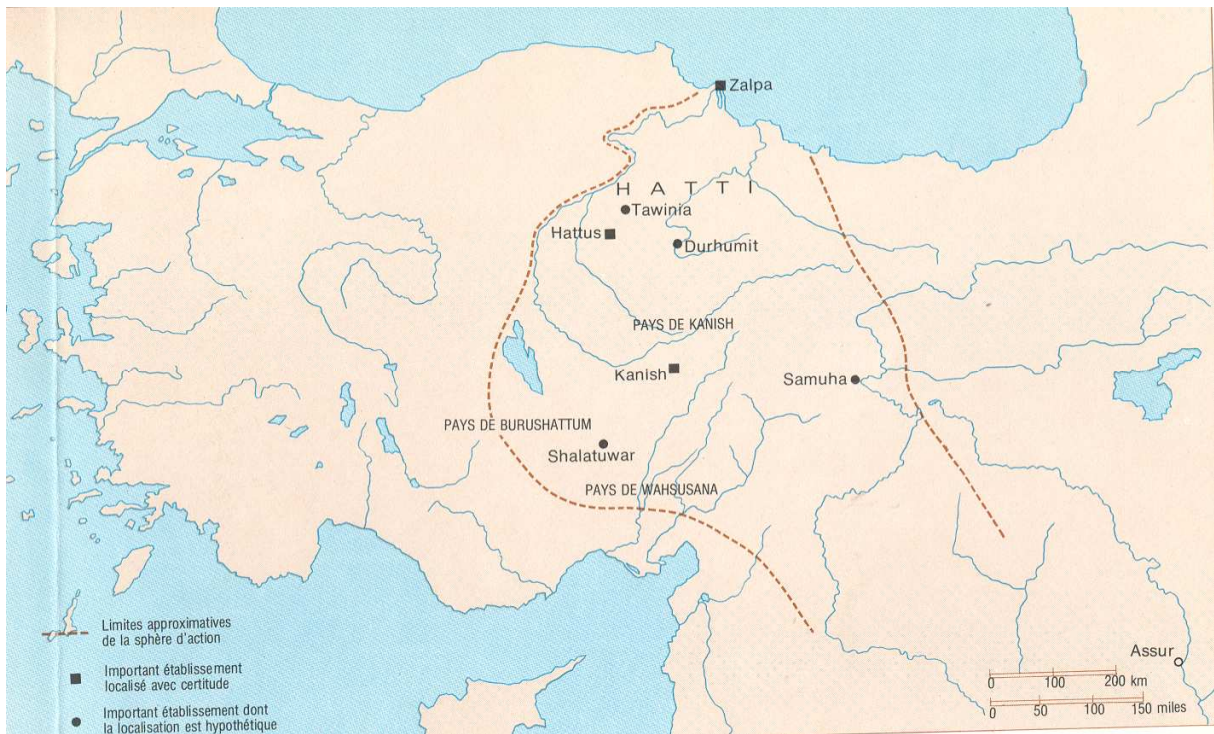 Zalpa
H A T T I
Tawinia
Hattus
Durhumit
PAYS DE KANISH
Kanish
Samuha
PAYS DE BURUSHATTUM
Shalatuwar
PAYS DE WAHSUSANA
Assur
Limites approximatives
de la sphère d'action
Important établissement
localisé avec certitude
Important établissement dont
la localisation est hypothétique
0 100 200 km
0 50 100 150 miles